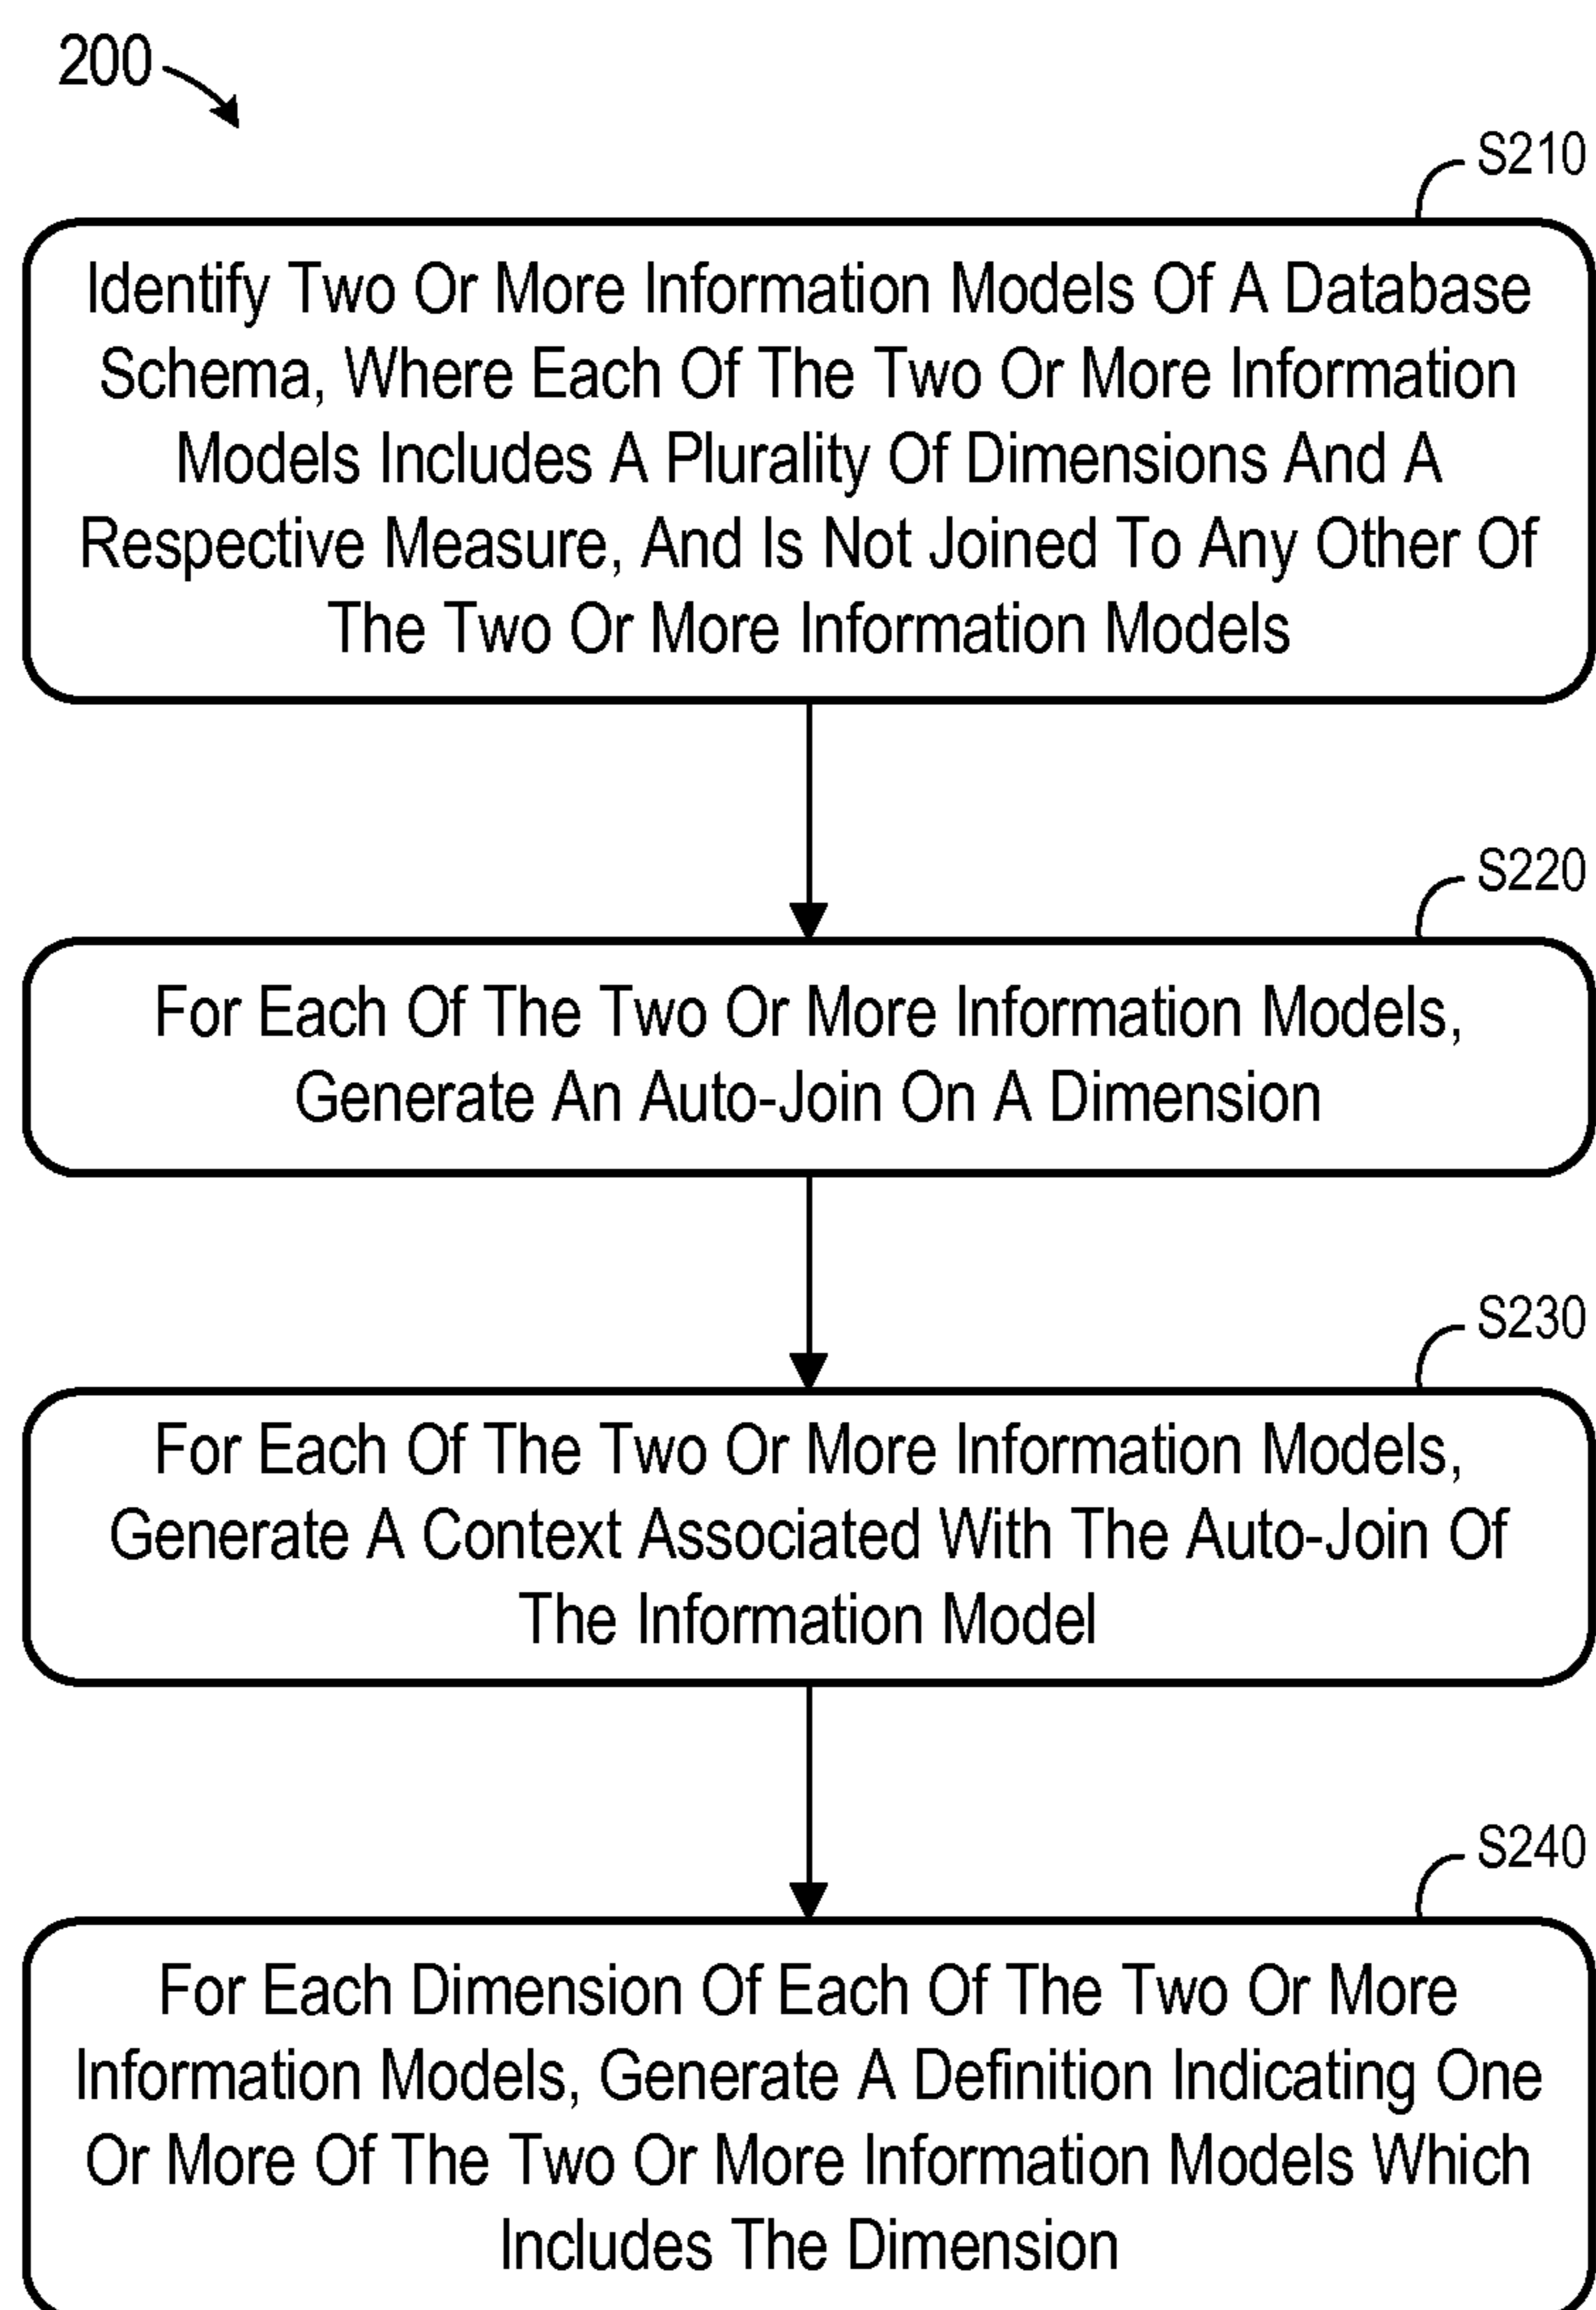 200
S210
Identify Two Or More Information Models Of A Database
Schema, Where Each Of The Two Or More Information
Models Includes A Plurality Of Dimensions And A
Respective Measure, And Is Not Joined To Any Other Of
The Two Or More Information Models
S220
For Each Of The Two Or More Information Models,
Generate An Auto-Join On A Dimension
S230
For Each Of The Two Or More Information Models,
Generate A Context Associated With The Auto-Join Of
The Information Model
S240
For Each Dimension Of Each Of The Two Or More
Information Models, Generate A Definition Indicating One
Or More Of The Two Or More Information Models Which
Includes The Dimension